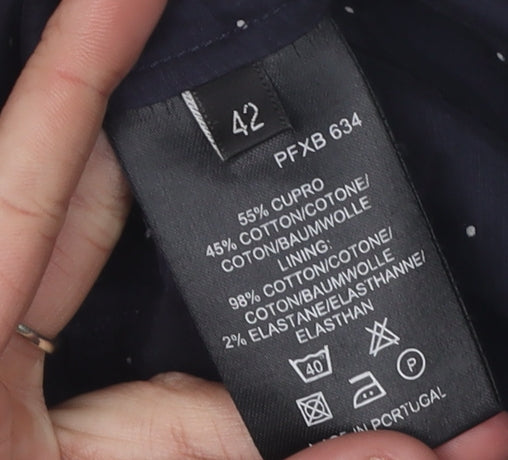 42
PFXB 634
55% CUPRO
45% COTTON/COTONE/
COTON/BAUMWOLLE
LINING:
98% COTTON/COTONE/
COTON/BAUMWOLLE
2% ELASTANE/ELASTHANNE/
ELASTHAN
40
P
IN PORTUGAL